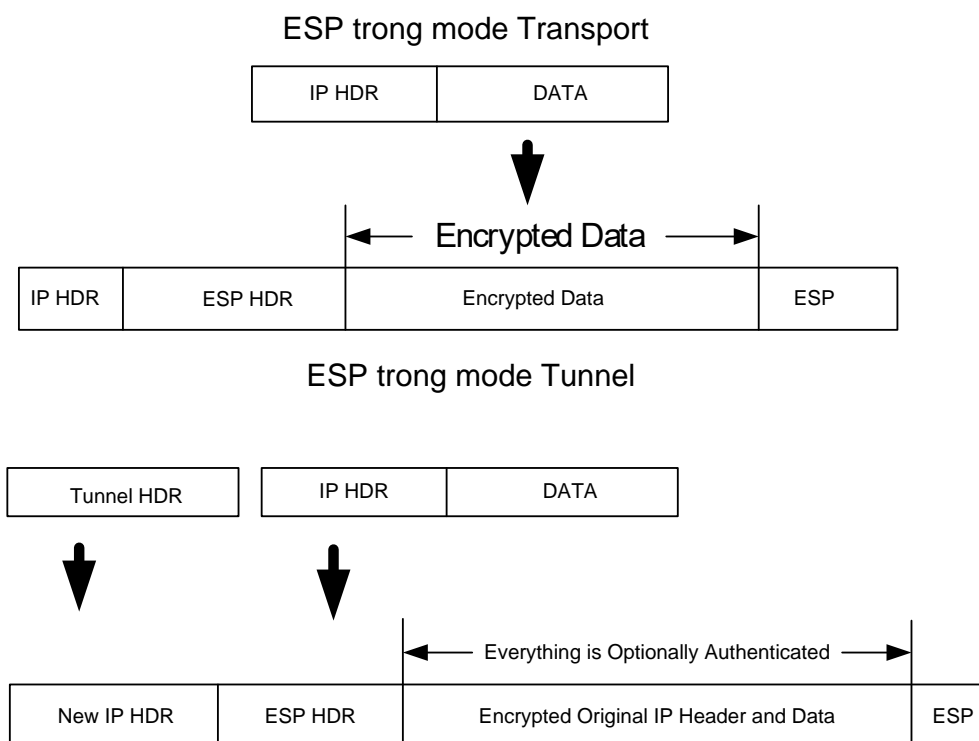 ESP trong mode Transport
IP HDR DATA
Encrypted Data
IP HDR ESP HDR Encrypted Data ESP
ESP trong mode Tunnel
Tunnel HDR IP HDR DATA
Everything is Optionally Authenticated
New IP HDR ESP HDR Encrypted Original IP Header and Data ESP